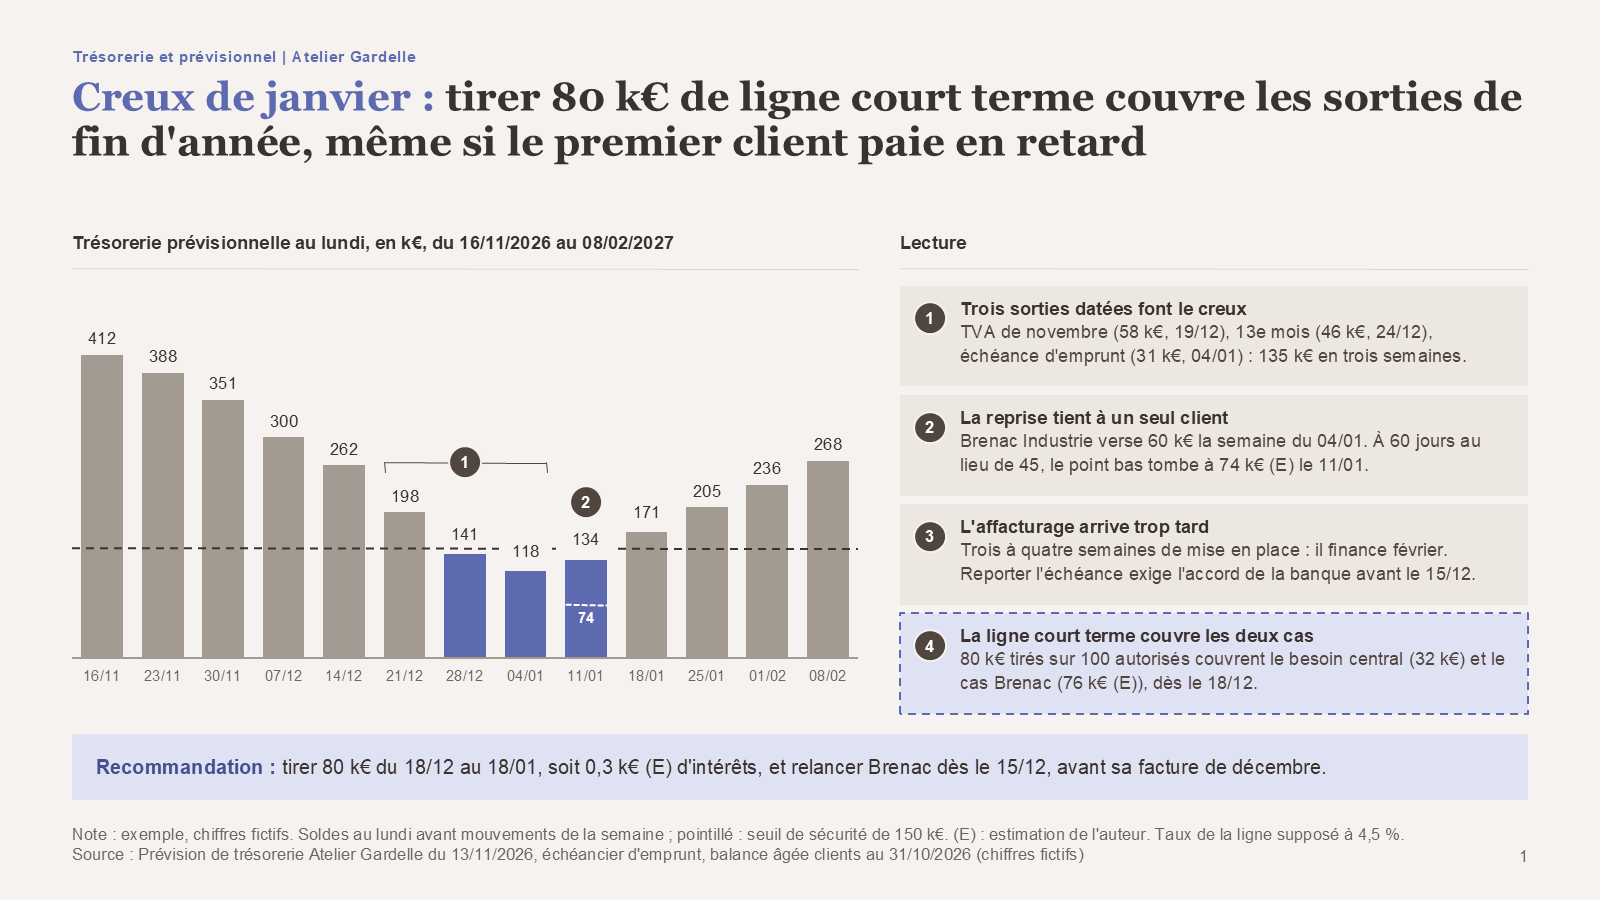 Trésorerie et prévisionnel | Atelier Gardelle
Creux de janvier : tirer 80 k€ de ligne court terme couvre les sorties de
fin d'année, même si le premier client paie en retard
Trésorerie prévisionnelle au lundi, en k€, du 16/11/2026 au 08/02/2027
412
388
351
300
262
198
141
118
134
171
205
236
268
1
2
74
16/11
23/11
30/11
07/12
14/12
21/12
28/12
04/01
11/01
18/01
25/01
01/02
08/02
Lecture
1
Trois sorties datées font le creux
TVA de novembre (58 k€, 19/12), 13e mois (46 k€, 24/12),
échéance d'emprunt (31 k€, 04/01) : 135 k€ en trois semaines.
2
La reprise tient à un seul client
Brenac Industrie verse 60 k€ la semaine du 04/01. À 60 jours au
lieu de 45, le point bas tombe à 74 k€ (E) le 11/01.
3
L'affacturage arrive trop tard
Trois à quatre semaines de mise en place : il finance février.
Reporter l'échéance exige l'accord de la banque avant le 15/12.
4
La ligne court terme couvre les deux cas
80 k€ tirés sur 100 autorisés couvrent le besoin central (32 k€) et le
cas Brenac (76 k€ (E)), dès le 18/12.
Recommandation : tirer 80 k€ du 18/12 au 18/01, soit 0,3 k€ (E) d'intérêts, et relancer Brenac dès le 15/12, avant sa facture de décembre.
Note : exemple, chiffres fictifs. Soldes au lundi avant mouvements de la semaine ; pointillé : seuil de sécurité de 150 k€. (E) : estimation de l'auteur. Taux de la ligne supposé à 4,5 %.
Source : Prévision de trésorerie Atelier Gardelle du 13/11/2026, échéancier d'emprunt, balance âgée clients au 31/10/2026 (chiffres fictifs)
1